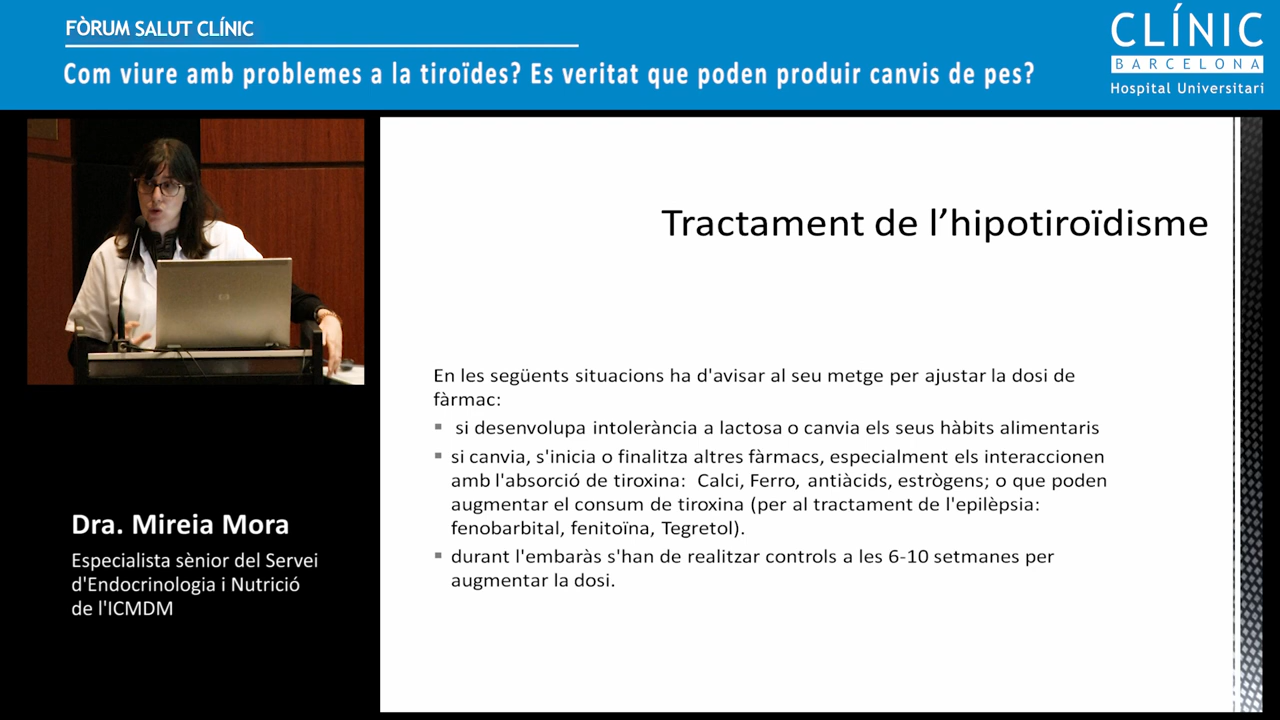 FÒRUM SALUT CLÍNIC
Com viure amb problemes a la tiroïdes? Es veritat que poden produir canvis de pes?
CLÍNIC
BARCELONA
Hospital Universitari
Tractament de l’hipotiroïdisme
En les següents situacions ha d'avisar al seu metge per ajustar la dosi de
fàrmac:
▪ si desenvolupa intolerància a lactosa o canvia els seus hàbits alimentaris
▪ si canvia, s'inicia o finalitza altres fàrmacs, especialment els interaccionen
amb l'absorció de tiroxina: Calci, Ferro, antiàcids, estrògens; o que poden
augmentar el consum de tiroxina (per al tractament de l'epilèpsia:
fenobarbital, fenitoïna, Tegretol).
▪ durant l'embaràs s'han de realitzar controls a les 6-10 setmanes per
augmentar la dosi.
Dra. Mireia Mora
Especialista sènior del Servei
d'Endocrinologia i Nutrició
de l'ICMDM